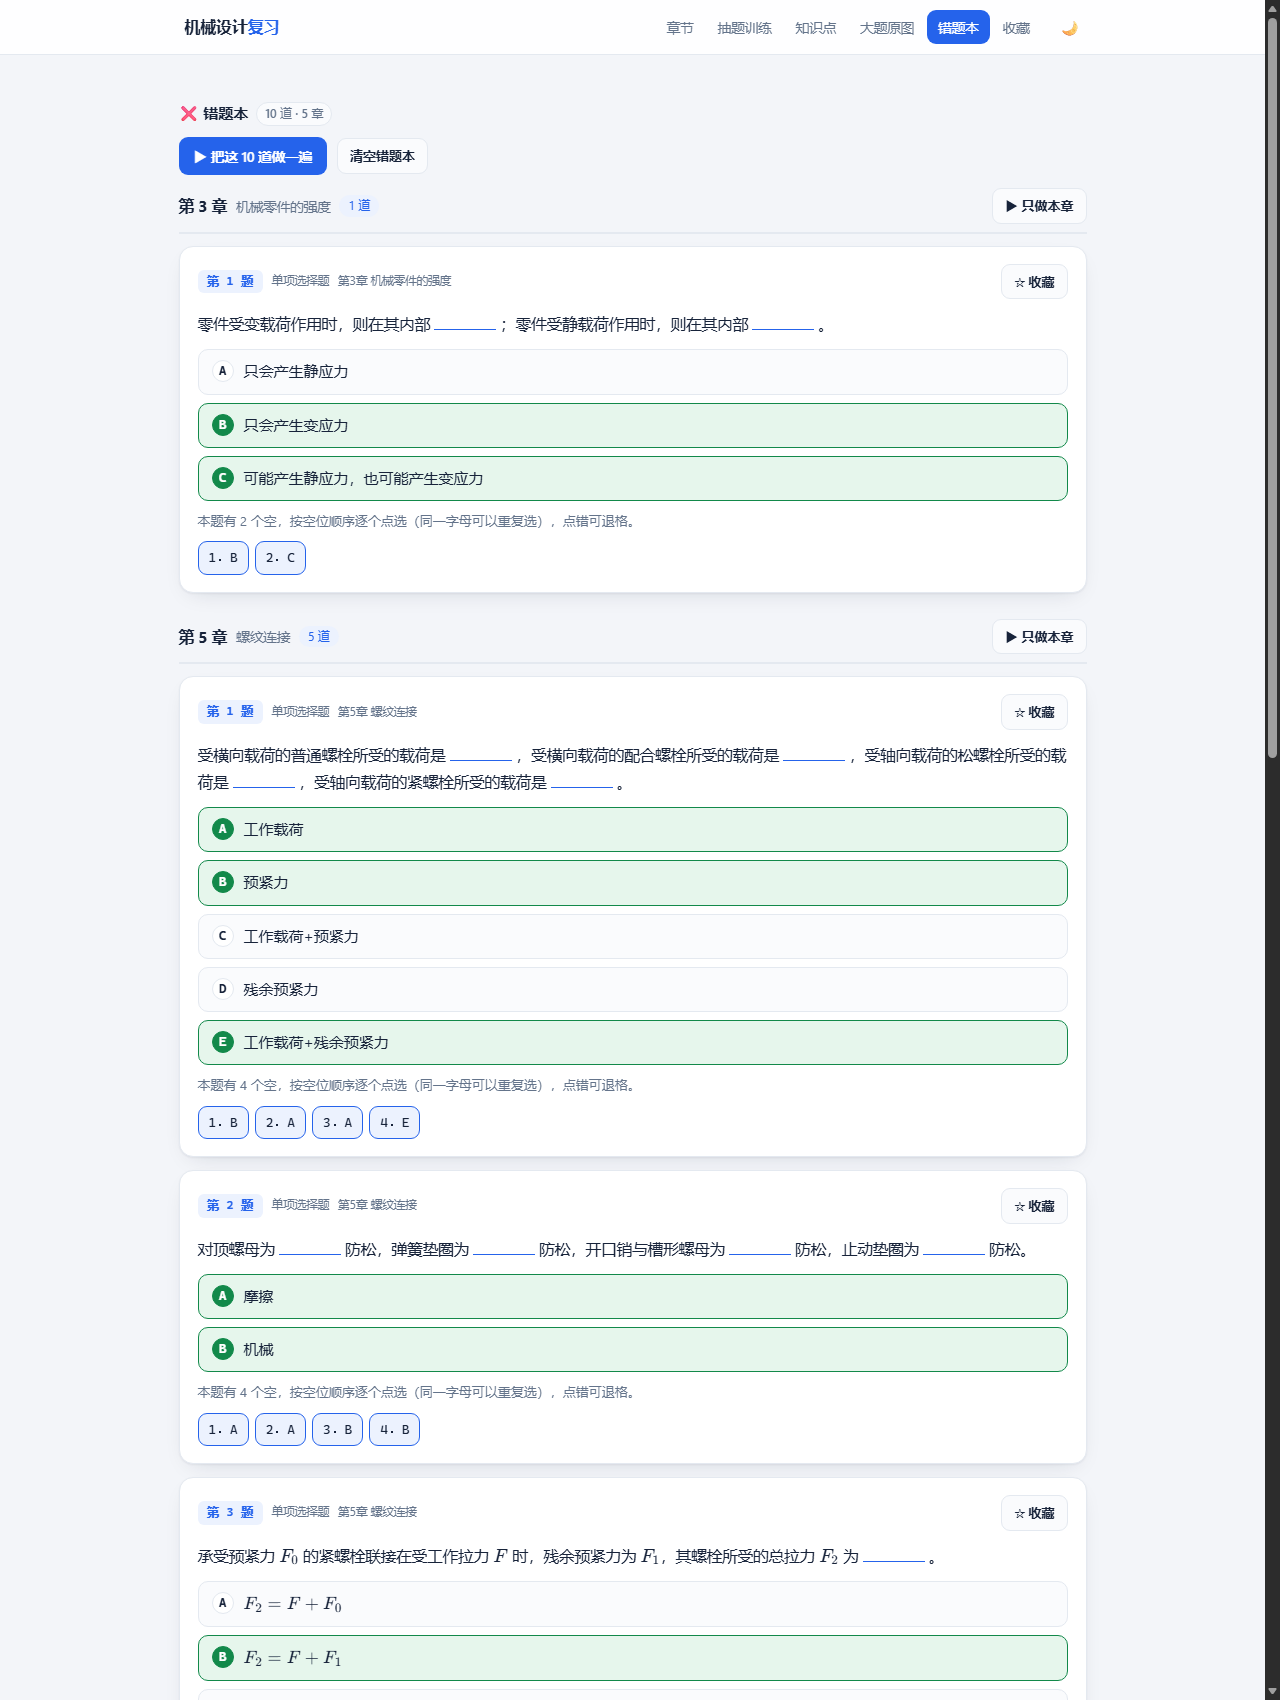 机械设计复习
章节 抽题训练 知识点 大题原图 错题本 收藏 🌙
❌ 错题本 10 道 · 5 章
▶ 把这 10 道做一遍 清空错题本
第 3 章 机械零件的强度 1 道 ▶ 只做本章
第 1 题 单项选择题 第3章 机械零件的强度 ☆ 收藏
零件受变载荷作用时，则在其内部 ______ ；零件受静载荷作用时，则在其内部 ______ 。
A 只会产生静应力
B 只会产生变应力
C 可能产生静应力，也可能产生变应力
本题有 2 个空，按空位顺序逐个点选（同一字母可以重复选），点错可退格。
1. B 2. C
第 5 章 螺纹连接 5 道 ▶ 只做本章
第 1 题 单项选择题 第5章 螺纹连接 ☆ 收藏
受横向载荷的普通螺栓所受的载荷是 ______ ，受横向载荷的配合螺栓所受的载荷是 ______ ，受轴向载荷的松螺栓所受的载
荷是 ______ ，受轴向载荷的紧螺栓所受的载荷是 ______ 。
A 工作载荷
B 预紧力
C 工作载荷+预紧力
D 残余预紧力
E 工作载荷+残余预紧力
本题有 4 个空，按空位顺序逐个点选（同一字母可以重复选），点错可退格。
1. B 2. A 3. A 4. E
第 2 题 单项选择题 第5章 螺纹连接 ☆ 收藏
对顶螺母为 ______ 防松，弹簧垫圈为 ______ 防松，开口销与槽形螺母为 ______ 防松，止动垫圈为 ______ 防松。
A 摩擦
B 机械
本题有 4 个空，按空位顺序逐个点选（同一字母可以重复选），点错可退格。
1. A 2. A 3. B 4. B
第 3 题 单项选择题 第5章 螺纹连接 ☆ 收藏
承受预紧力 F₀ 的紧螺栓联接在受工作拉力 F 时，残余预紧力为 F₁，其螺栓所受的总拉力 F₂ 为 ______ 。
A F₂ = F + F₀
B F₂ = F + F₁